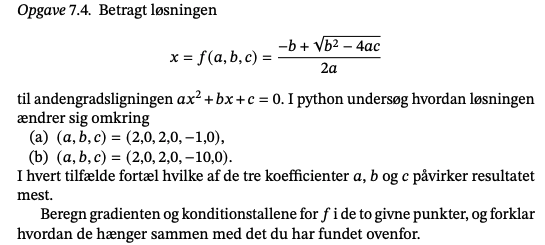 Opgave 7.4. Betragt løsningen
x = f(a, b, c) = \frac{-b + \sqrt{b^2 - 4ac}}{2a}
til andengradsligningen ax² + bx + c = 0. I python undersøg hvordan løsningen
ændrer sig omkring
(a) (a, b, c) = (2,0, 2,0, −1,0),
(b) (a, b, c) = (2,0, 2,0, −10,0).
I hvert tilfælde fortæl hvilke af de tre koefficienter a, b og c påvirker resultatet
mest.
Beregn gradienten og konditionstallene for f i de to givne punkter, og forklar
hvordan de hænger sammen med det du har fundet ovenfor.